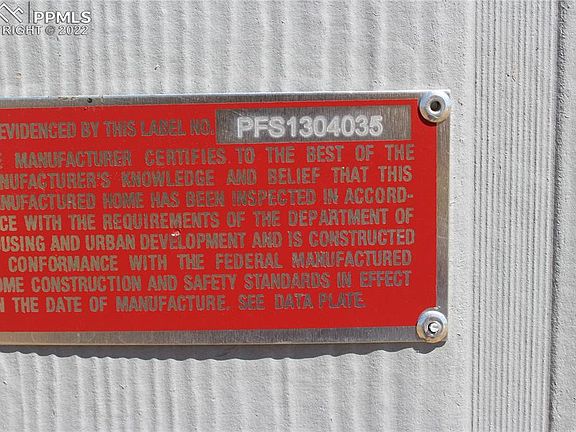 PPMLS
RIGHT © 2022
EVIDENCED BY THIS LABEL NO. PFS1304035
MANUFACTURER CERTIFIES TO THE BEST OF THE
NUFACTURER'S KNOWLEDGE AND BELIEF THAT THIS
NUFACTURED HOME HAS BEEN INSPECTED IN ACCORD-
CE WITH THE REQUIREMENTS OF THE DEPARTMENT OF
OUSING AND URBAN DEVELOPMENT AND IS CONSTRUCTED
CONFORMANCE WITH THE FEDERAL MANUFACTURED
OME CONSTRUCTION AND SAFETY STANDARDS IN EFFECT
N THE DATE OF MANUFACTURE. SEE DATA PLATE.